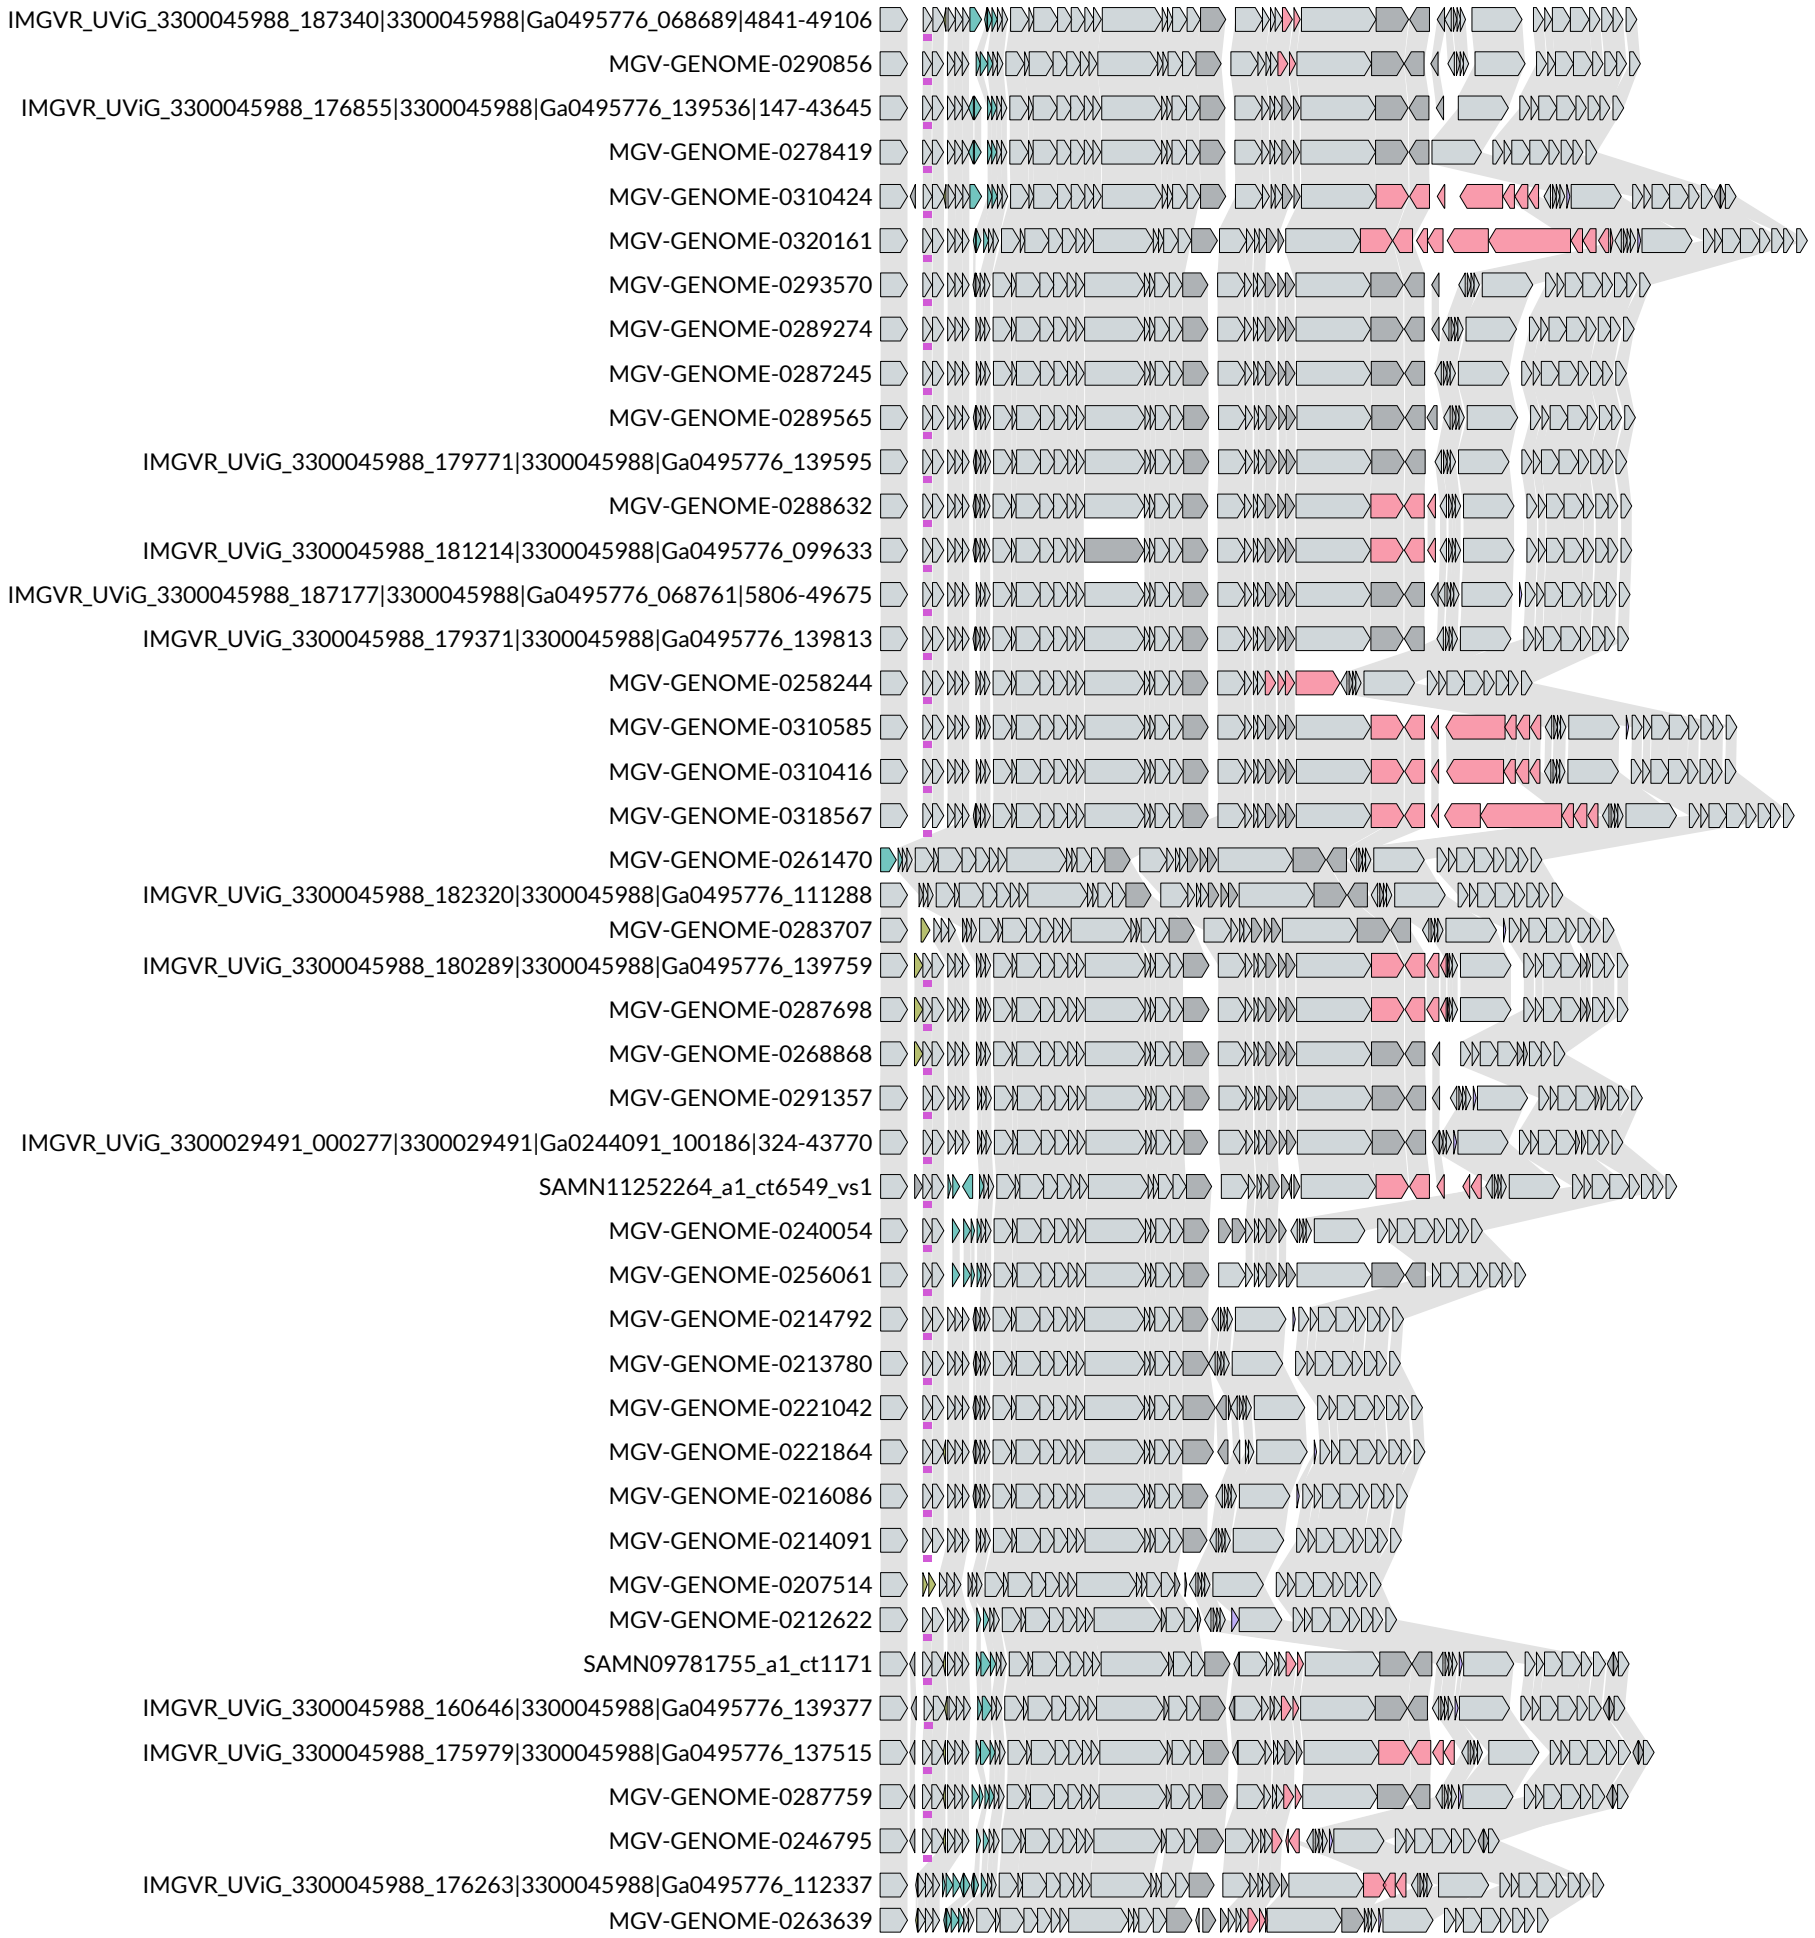 IMGVR_UViG_3300045988_187340|3300045988|Ga0495776_068689|4841-49106
MGV-GENOME-0290856
IMGVR_UViG_3300045988_176855|3300045988|Ga0495776_139536|147-43645
MGV-GENOME-0278419
MGV-GENOME-0310424
MGV-GENOME-0320161
MGV-GENOME-0293570
MGV-GENOME-0289274
MGV-GENOME-0287245
MGV-GENOME-0289565
IMGVR_UViG_3300045988_179771|3300045988|Ga0495776_139595
MGV-GENOME-0288632
IMGVR_UViG_3300045988_181214|3300045988|Ga0495776_099633
IMGVR_UViG_3300045988_187177|3300045988|Ga0495776_068761|5806-49675
IMGVR_UViG_3300045988_179371|3300045988|Ga0495776_139813
MGV-GENOME-0258244
MGV-GENOME-0310585
MGV-GENOME-0310416
MGV-GENOME-0318567
MGV-GENOME-0261470
IMGVR_UViG_3300045988_182320|3300045988|Ga0495776_111288
MGV-GENOME-0283707
IMGVR_UViG_3300045988_180289|3300045988|Ga0495776_139759
MGV-GENOME-0287698
MGV-GENOME-0268868
MGV-GENOME-0291357
IMGVR_UViG_3300029491_000277|3300029491|Ga0244091_100186|324-43770
SAMN11252264_a1_ct6549_vs1
MGV-GENOME-0240054
MGV-GENOME-0256061
MGV-GENOME-0214792
MGV-GENOME-0213780
MGV-GENOME-0221042
MGV-GENOME-0221864
MGV-GENOME-0216086
MGV-GENOME-0214091
MGV-GENOME-0207514
MGV-GENOME-0212622
SAMN09781755_a1_ct1171
IMGVR_UViG_3300045988_160646|3300045988|Ga0495776_139377
IMGVR_UViG_3300045988_175979|3300045988|Ga0495776_137515
MGV-GENOME-0287759
MGV-GENOME-0246795
IMGVR_UViG_3300045988_176263|3300045988|Ga0495776_112337
MGV-GENOME-0263639